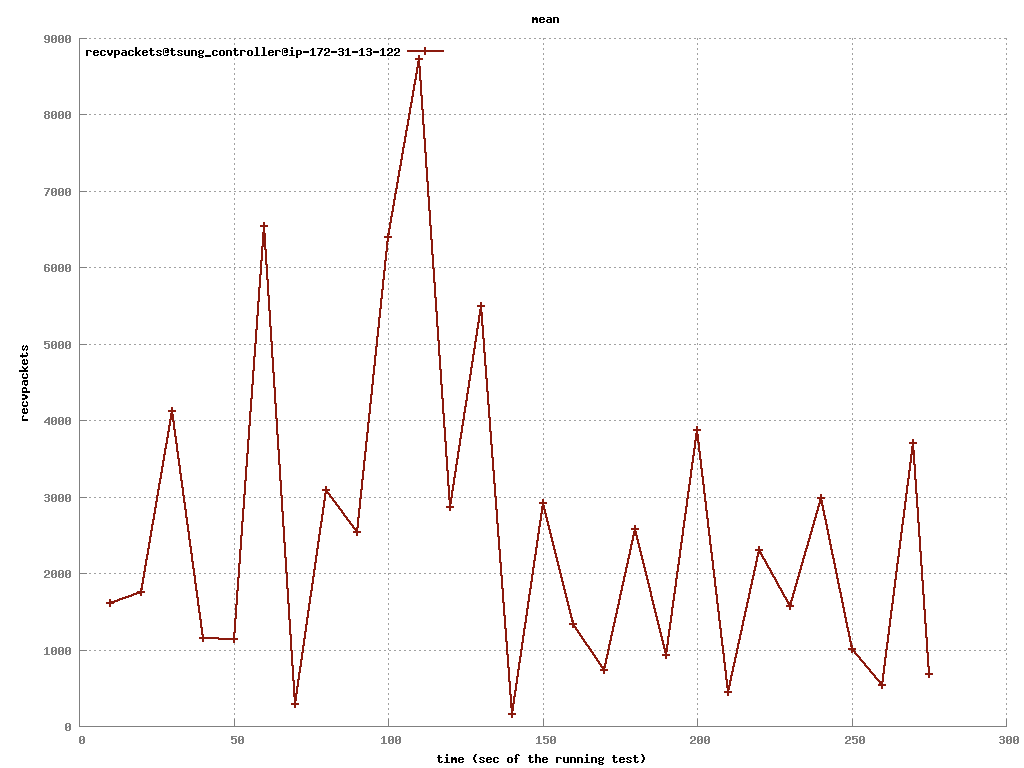 mean
recvpackets@tsung_controller@ip-172-31-13-122
9000
8000
7000
6000
5000
4000
3000
2000
1000
0
recvpackets
0 50 100 150 200 250 300
time (sec of the running test)